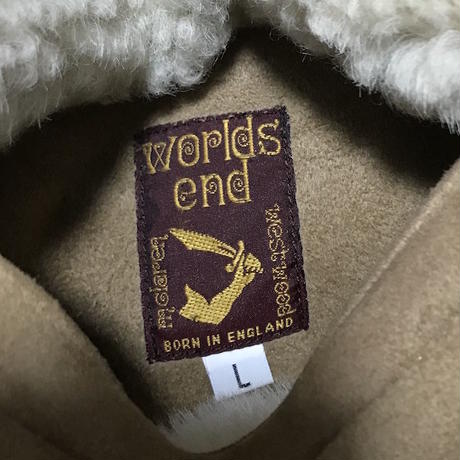 worlds
end
Mclaren
Westwood
BORN IN ENGLAND
L